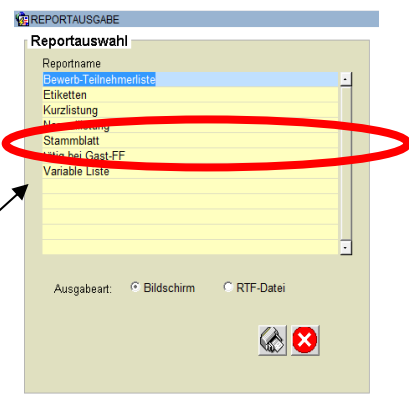 REPORTAUSGABE
Reportauswahl
Reportname
Bewerb-Teilnehmerliste
Etiketten
Kurzlistung
Stammblatt
tätig bei Gast-FF
Variable Liste
Ausgabeart: Bildschirm RTF-Datei